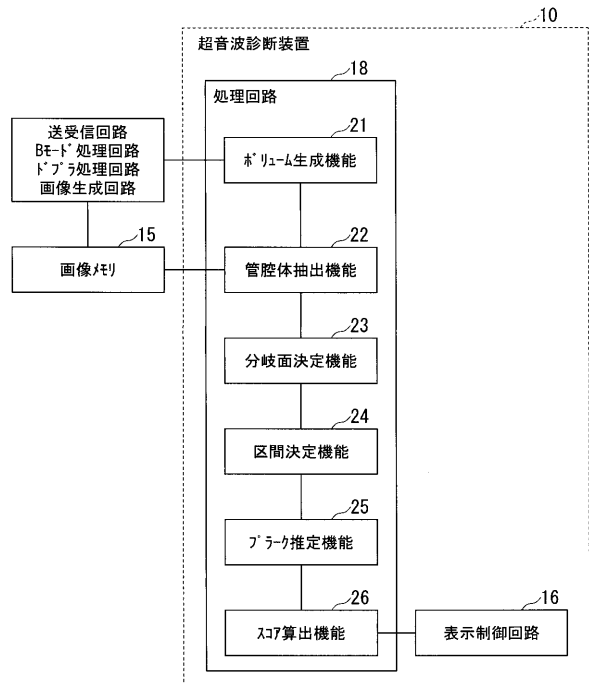 10
超音波診断装置
18
処理回路
送受信回路
Bﾓｰﾄﾞ処理回路
ﾄﾞﾌﾟﾗ処理回路
画像生成回路
21
ﾎﾞﾘｭｰﾑ生成機能
15
画像ﾒﾓﾘ
22
管腔体抽出機能
23
分岐面決定機能
24
区間決定機能
25
ﾌﾟﾗｰｸ推定機能
26
ｽｺｱ算出機能
16
表示制御回路